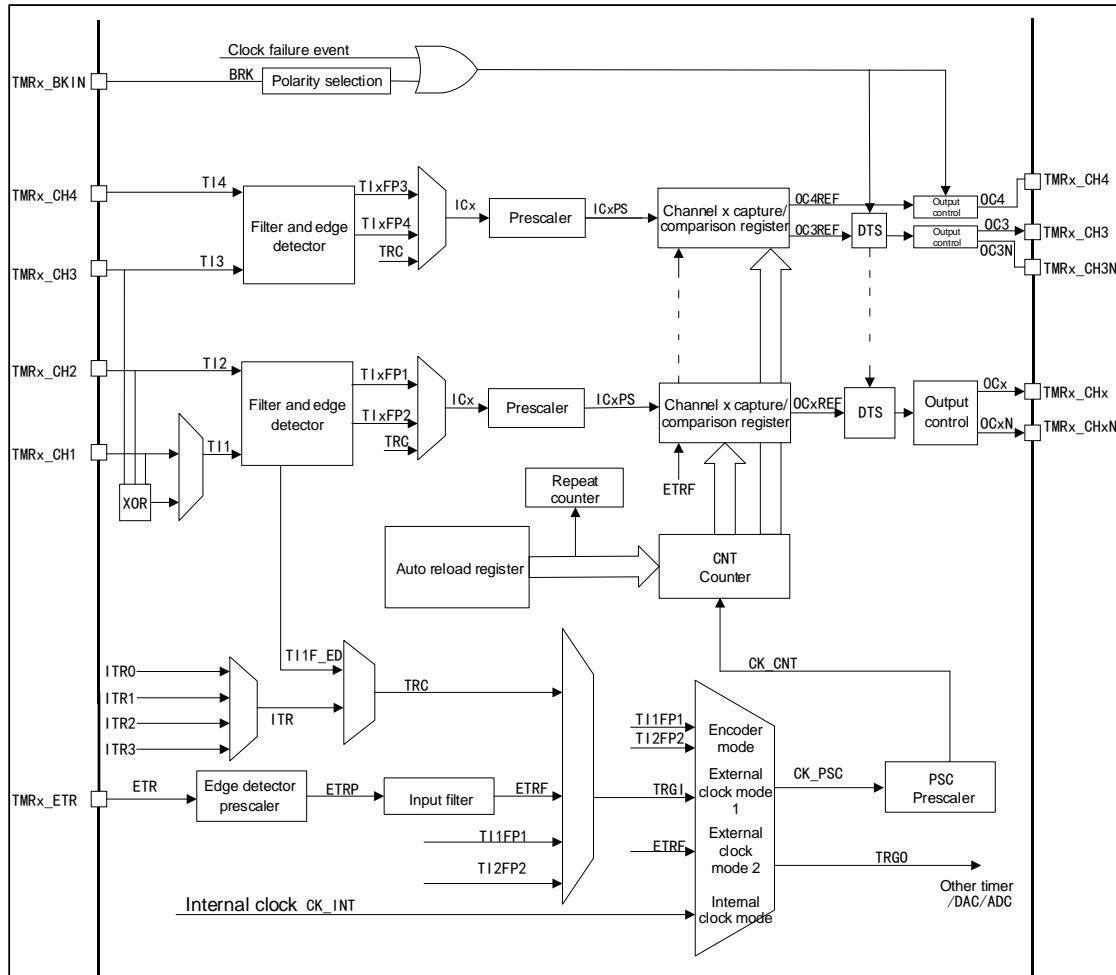 Clock failure event
TMRx_BKIN
BRK
Polarity selection
TMRx_CH4
TI4
TIxFP3
ICx
Prescaler
ICxPS
Channel x capture/
comparison register
OC4REF
Output
control
OC4
TMRx_CH4
Filter and edge
detector
TIxFP4
TRC
OC3REF
DTS
Output
control
OC3
TMRx_CH3
OC3N
TMRx_CH3N
TMRx_CH3
TI3
TMRx_CH2
TI2
TIxFP1
ICx
Prescaler
ICxPS
Channel x capture/
comparison register
OCxREF
DTS
Output
control
OCx
TMRx_CHx
OCxN
TMRx_CHxN
Filter and edge
detector
TIxFP2
TRC
TMRx_CH1
TI1
XOR
ETRF
Repeat
counter
Auto reload register
CNT
Counter
TI1F_ED
CK_CNT
ITR0
ITR1
ITR2
ITR3
ITR
TRC
TI1FP1
TI2FP2
Encoder
mode
TMRx_ETR
ETR
Edge detector
prescaler
ETRP
Input filter
ETRF
TRGI
External
clock mode
1
CK_PSC
PSC
Prescaler
TI1FP1
TI2FP2
ETRF
External
clock
mode 2
TRGO
Other timer
/DAC/ADC
Internal clock CK_INT
Internal
clock mode